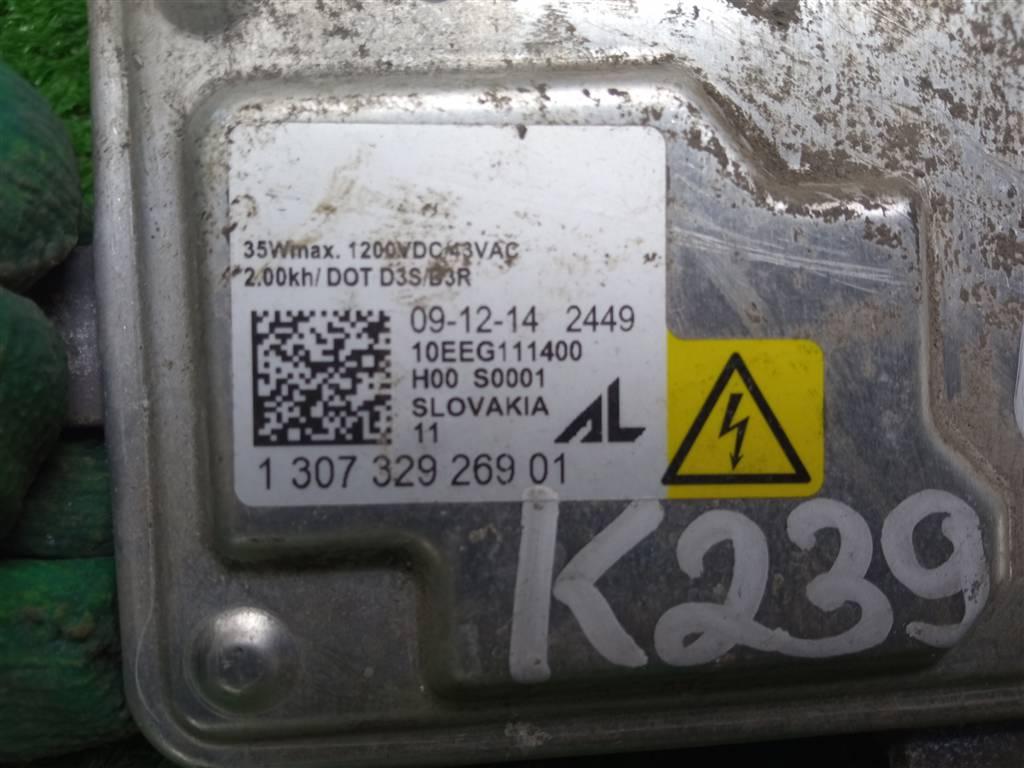 35Wmax. 1200VDC/43VAC
2.00kh/ DOT D3S/D3R
09-12-14 2449
10EEG111400
H00 S0001
SLOVAKIA
11
AL
1 307 329 269 01
K239